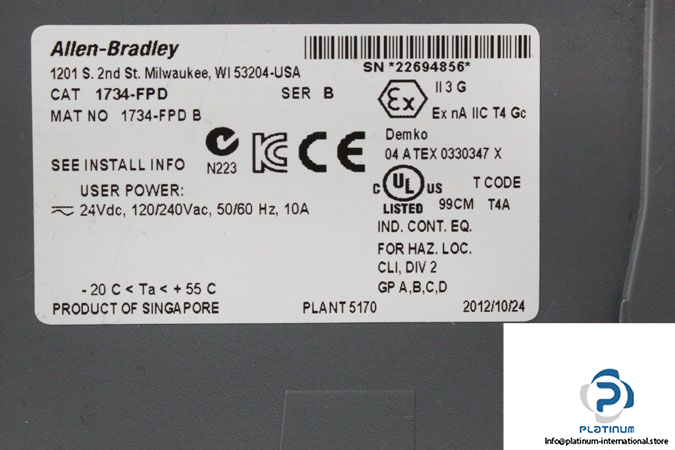 Allen-Bradley
1201 S. 2nd St. Milwaukee, WI 53204-USA
SN *22694856*
CAT 1734-FPD SER B
MAT NO 1734-FPD B
Ex
II 3 G
Ex nA IIC T4 Gc
Demko
04 ATEX 0330347 X
SEE INSTALL INFO
N223
CE
USER POWER:
24Vdc, 120/240Vac, 50/60 Hz, 10A
C UL US
LISTED 99CM
T CODE
T4A
IND. CONT. EQ.
FOR HAZ. LOC.
CLI, DIV 2
GP A,B,C,D
- 20 C < Ta < + 55 C
PRODUCT OF SINGAPORE
PLANT 5170
2012/10/24
PLATINUM
Info@platinum-international.store